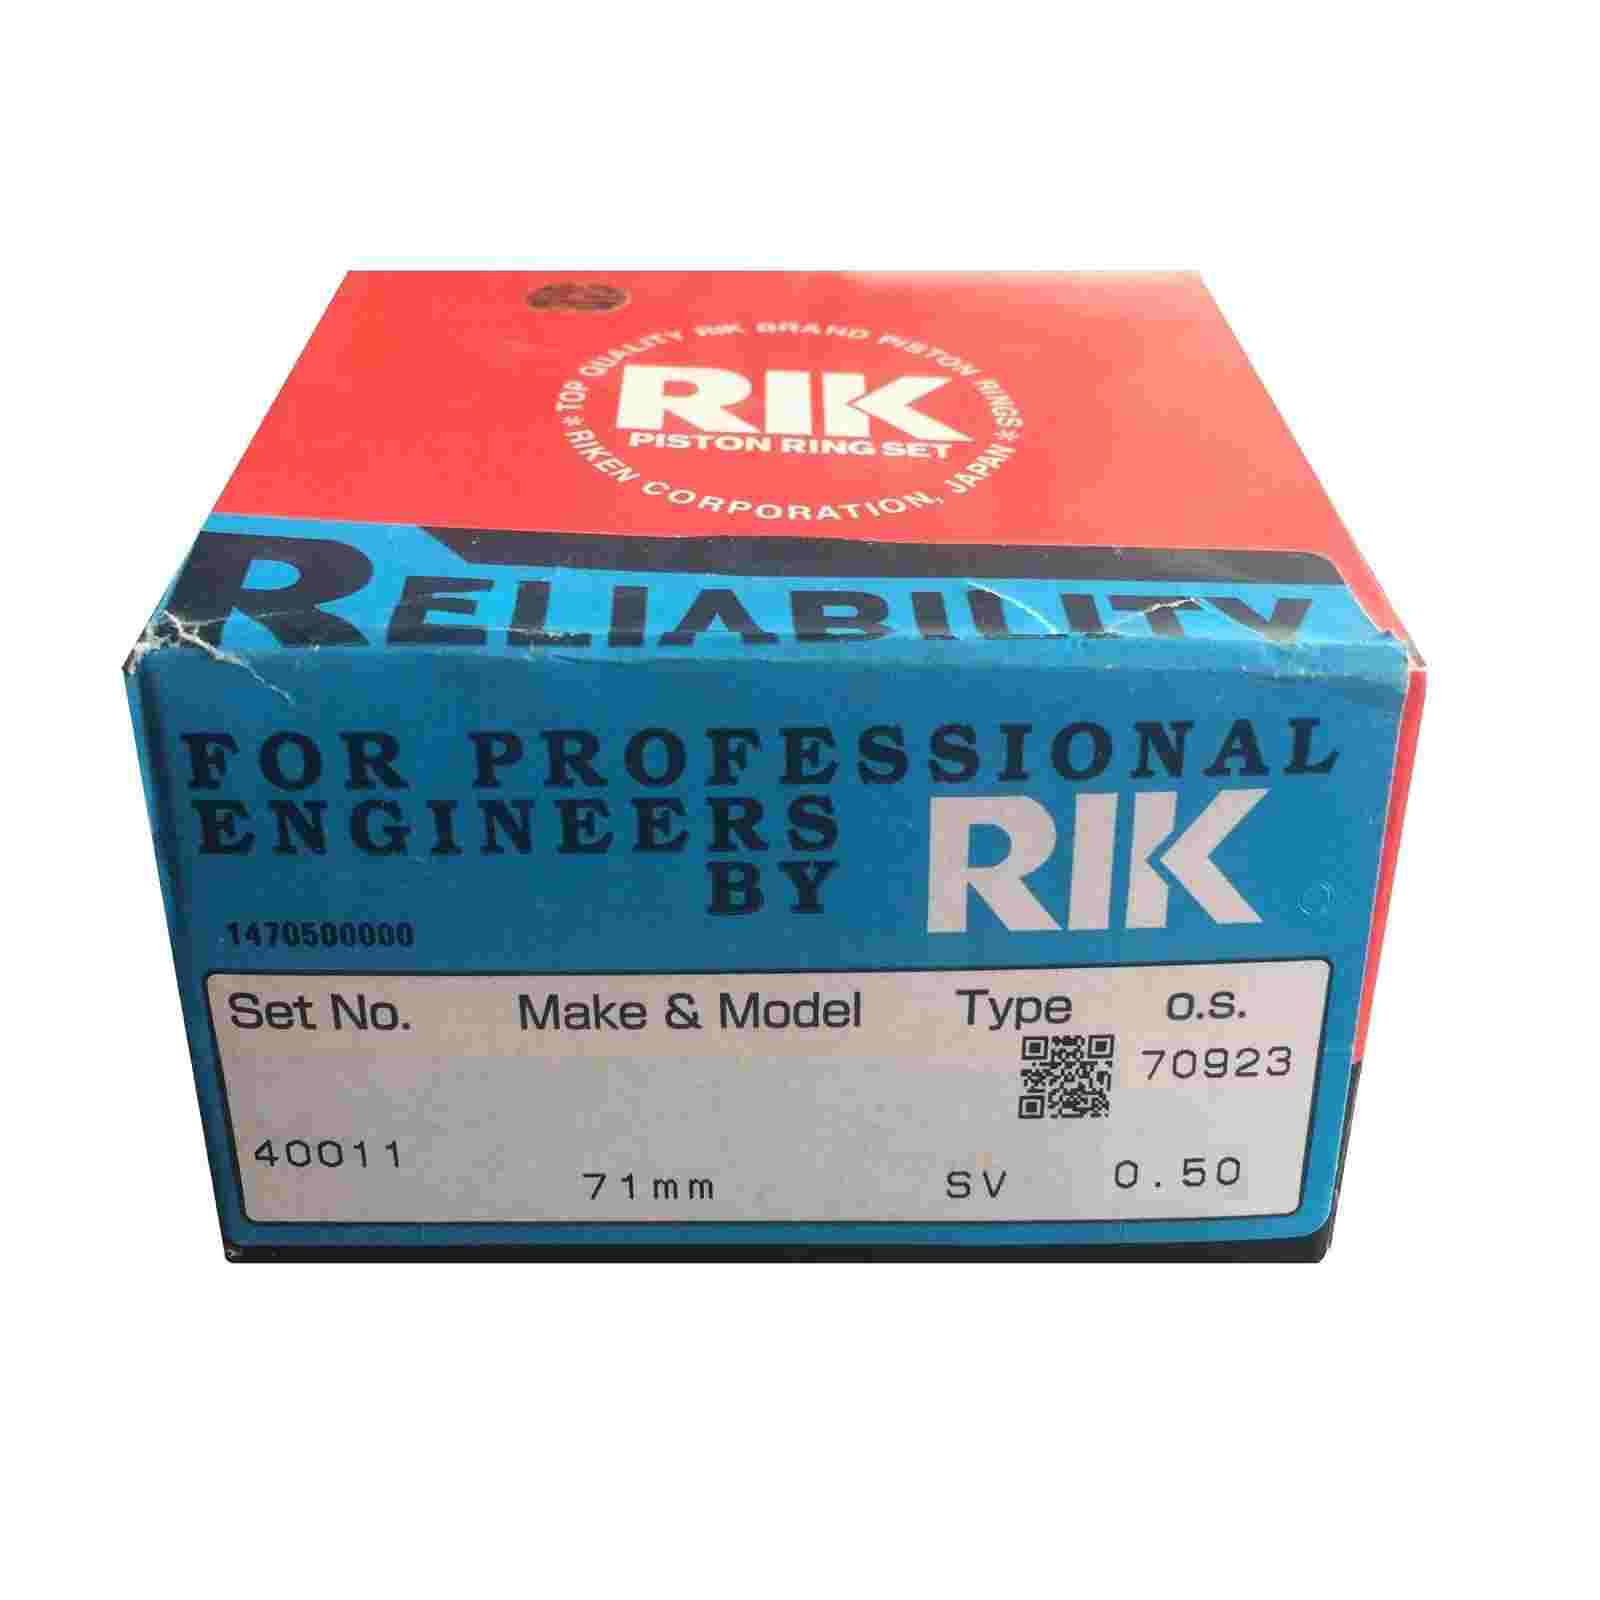 *TOP QUALITY RIK BRAND PISTON RINGS*
RIK
PISTON RING SET
RIKEN CORPORATION, JAPAN
RELIABILITY
FOR PROFESSIONAL
ENGINEERS
BY RIK
1470500000
Set No. Make & Model Type o.s.
70923
40011 71mm SV 0.50